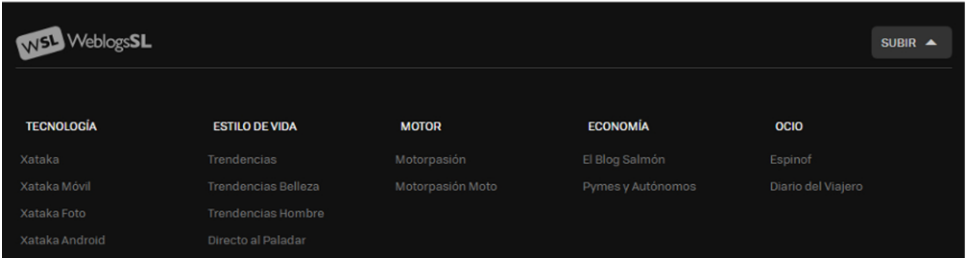 WSL WeblogsSL
SUBIR
TECNOLOGÍA
Xataka
Xataka Móvil
Xataka Foto
Xataka Android
ESTILO DE VIDA
Trendencias
Trendencias Belleza
Trendencias Hombre
Directo al Paladar
MOTOR
Motorpasión
Motorpasión Moto
ECONOMÍA
El Blog Salmón
Pymes y Autónomos
OCIO
Espinof
Diario del Viajero